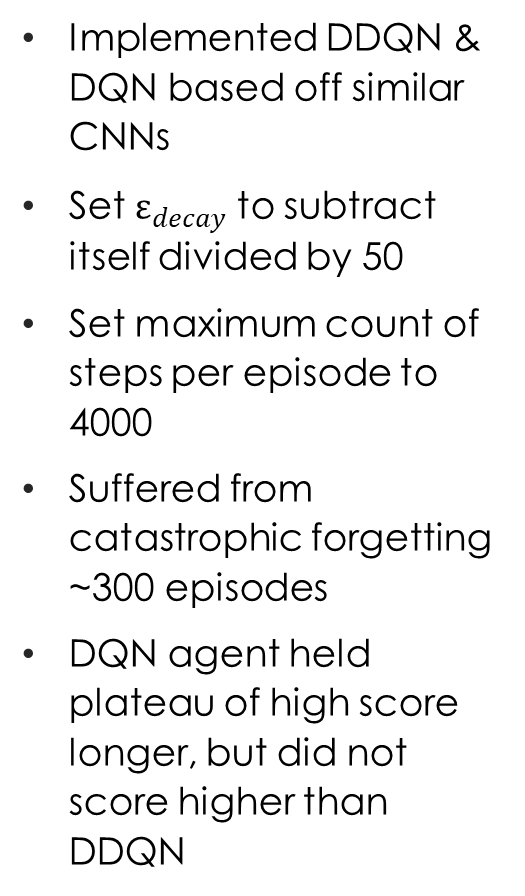 • Implemented DDQN &
DQN based off similar
CNNs
• Set ε_decay to subtract
itself divided by 50
• Set maximum count of
steps per episode to
4000
• Suffered from
catastrophic forgetting
~300 episodes
• DQN agent held
plateau of high score
longer, but did not
score higher than
DDQN